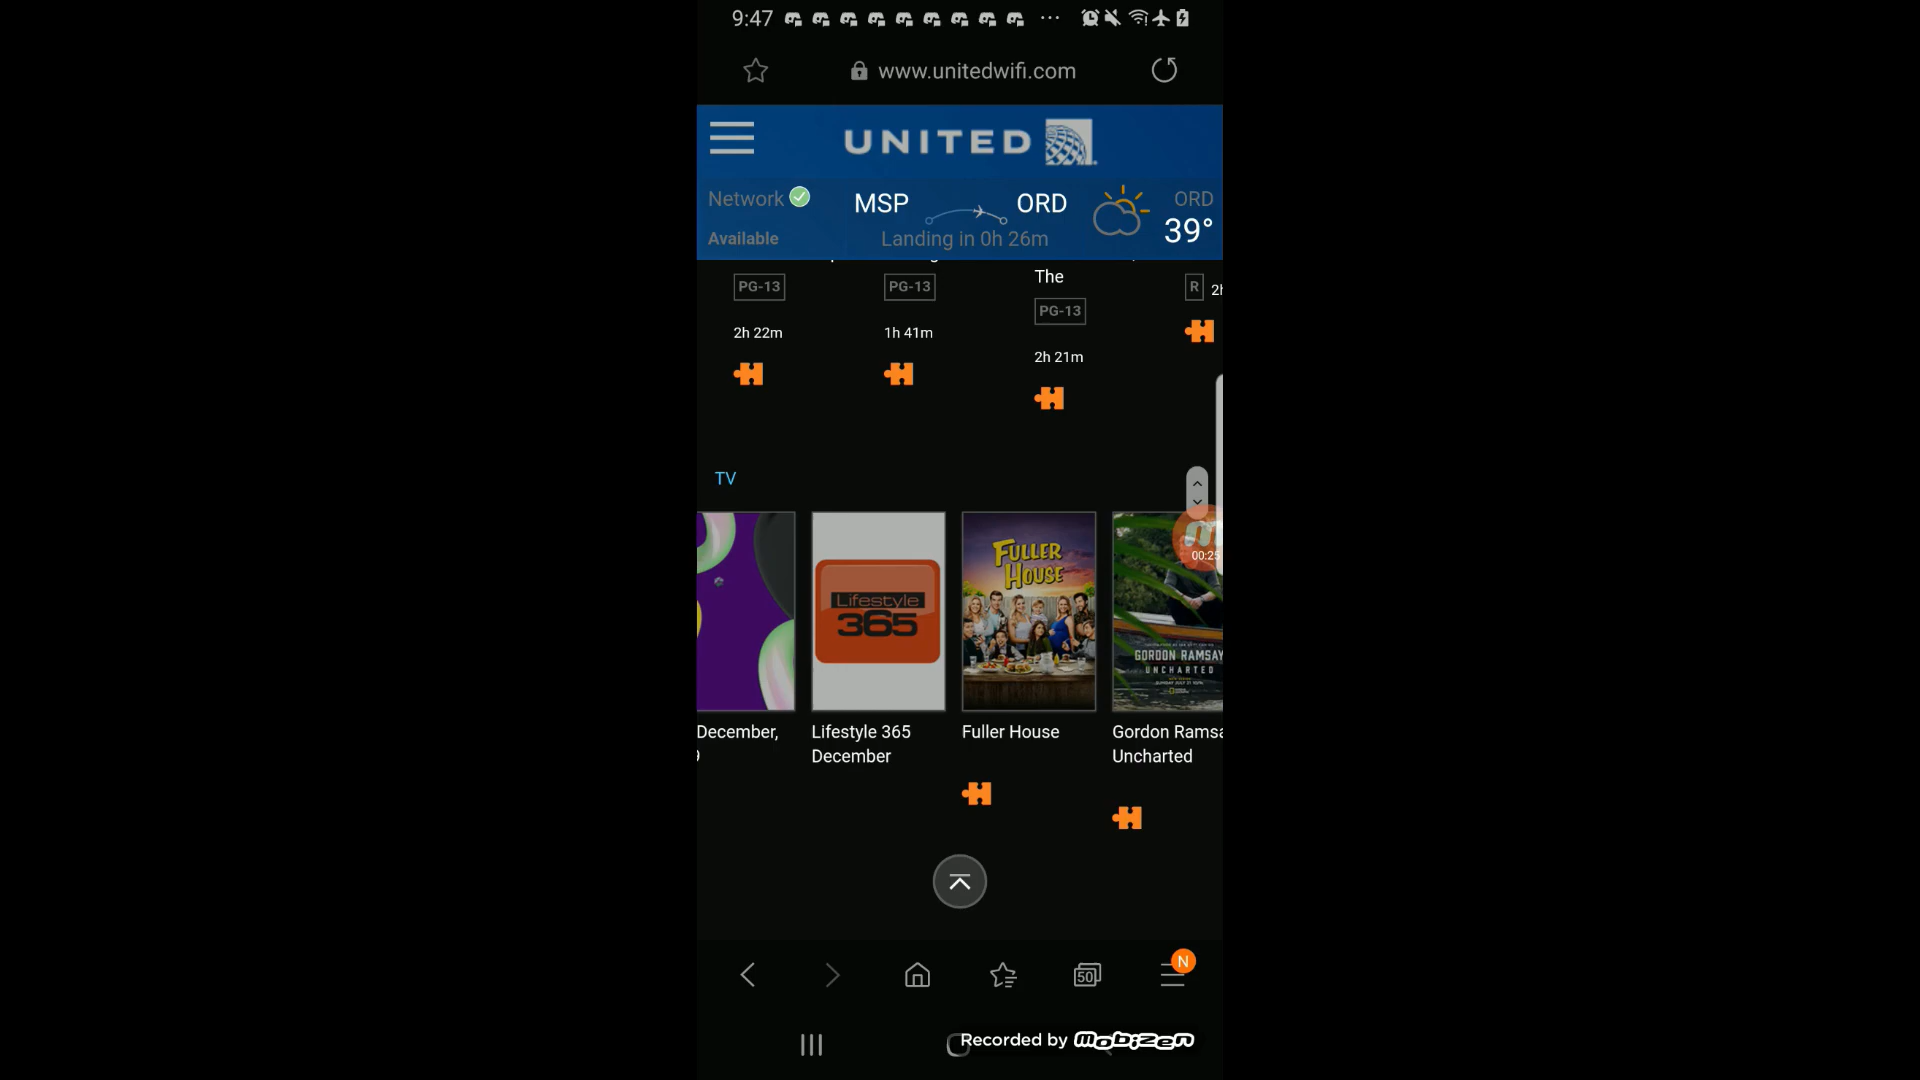 9:47
www.unitedwifi.com
UNITED
Network
Available
MSP
ORD
Landing in 0h 26m
ORD
39°
The
PG-13
PG-13
PG-13
R
2h 22m
1h 41m
2h 21m
TV
Lifestyle
365
FULLER
HOUSE
GORDON RAMSAY
UNCHARTED
00:25
December,
Lifestyle 365
December
Fuller House
Gordon Ramsa
Uncharted
50
N
Recorded by Mobizen